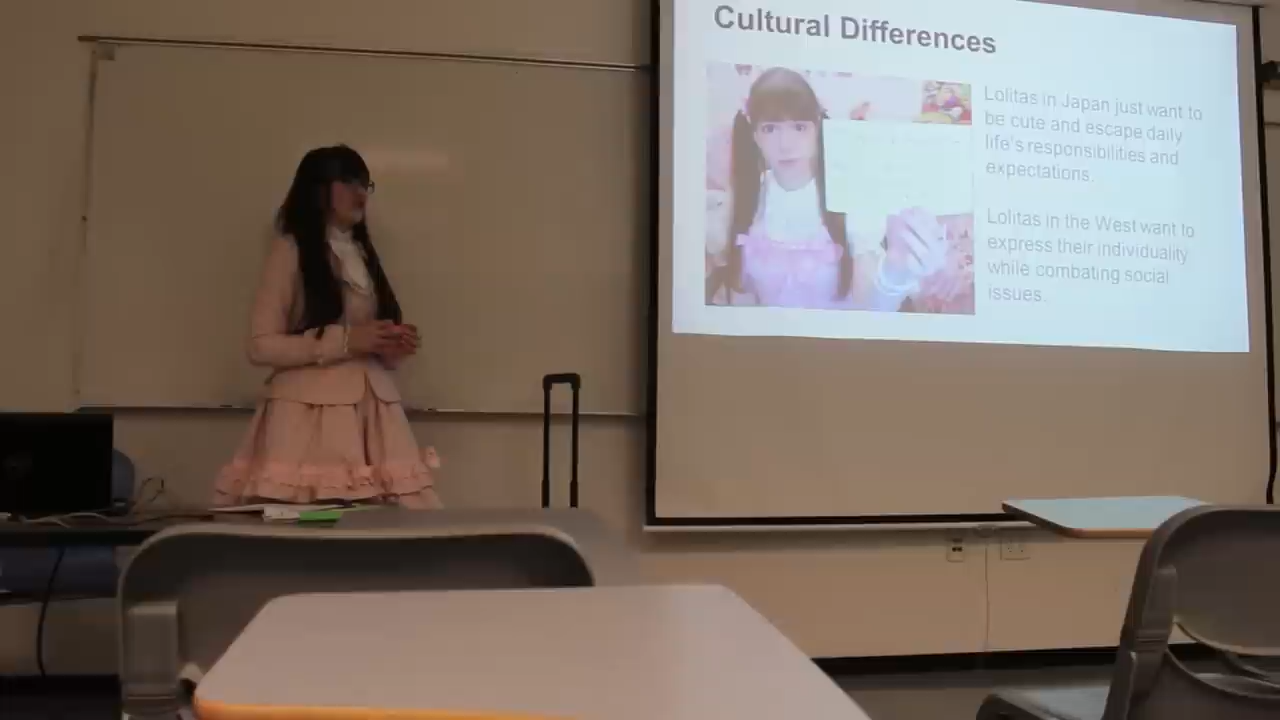 Cultural Differences
Lolitas in Japan just want to
be cute and escape daily
life's responsibilities and
expectations.
Lolitas in the West want to
express their individuality
while combating social
issues.